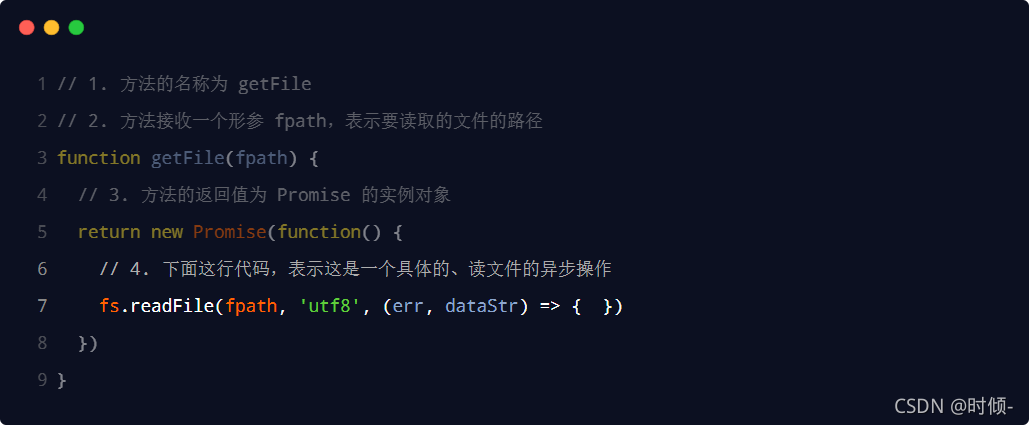 1 // 1. 方法的名称为 getFile
2 // 2. 方法接收一个形参 fpath，表示要读取的文件的路径
3 function getFile(fpath) {
4   // 3. 方法的返回值为 Promise 的实例对象
5   return new Promise(function() {
6     // 4. 下面这行代码，表示这是一个具体的、读文件的异步操作
7     fs.readFile(fpath, 'utf8', (err, dataStr) => {  })
8   })
9 }
CSDN @时倾-